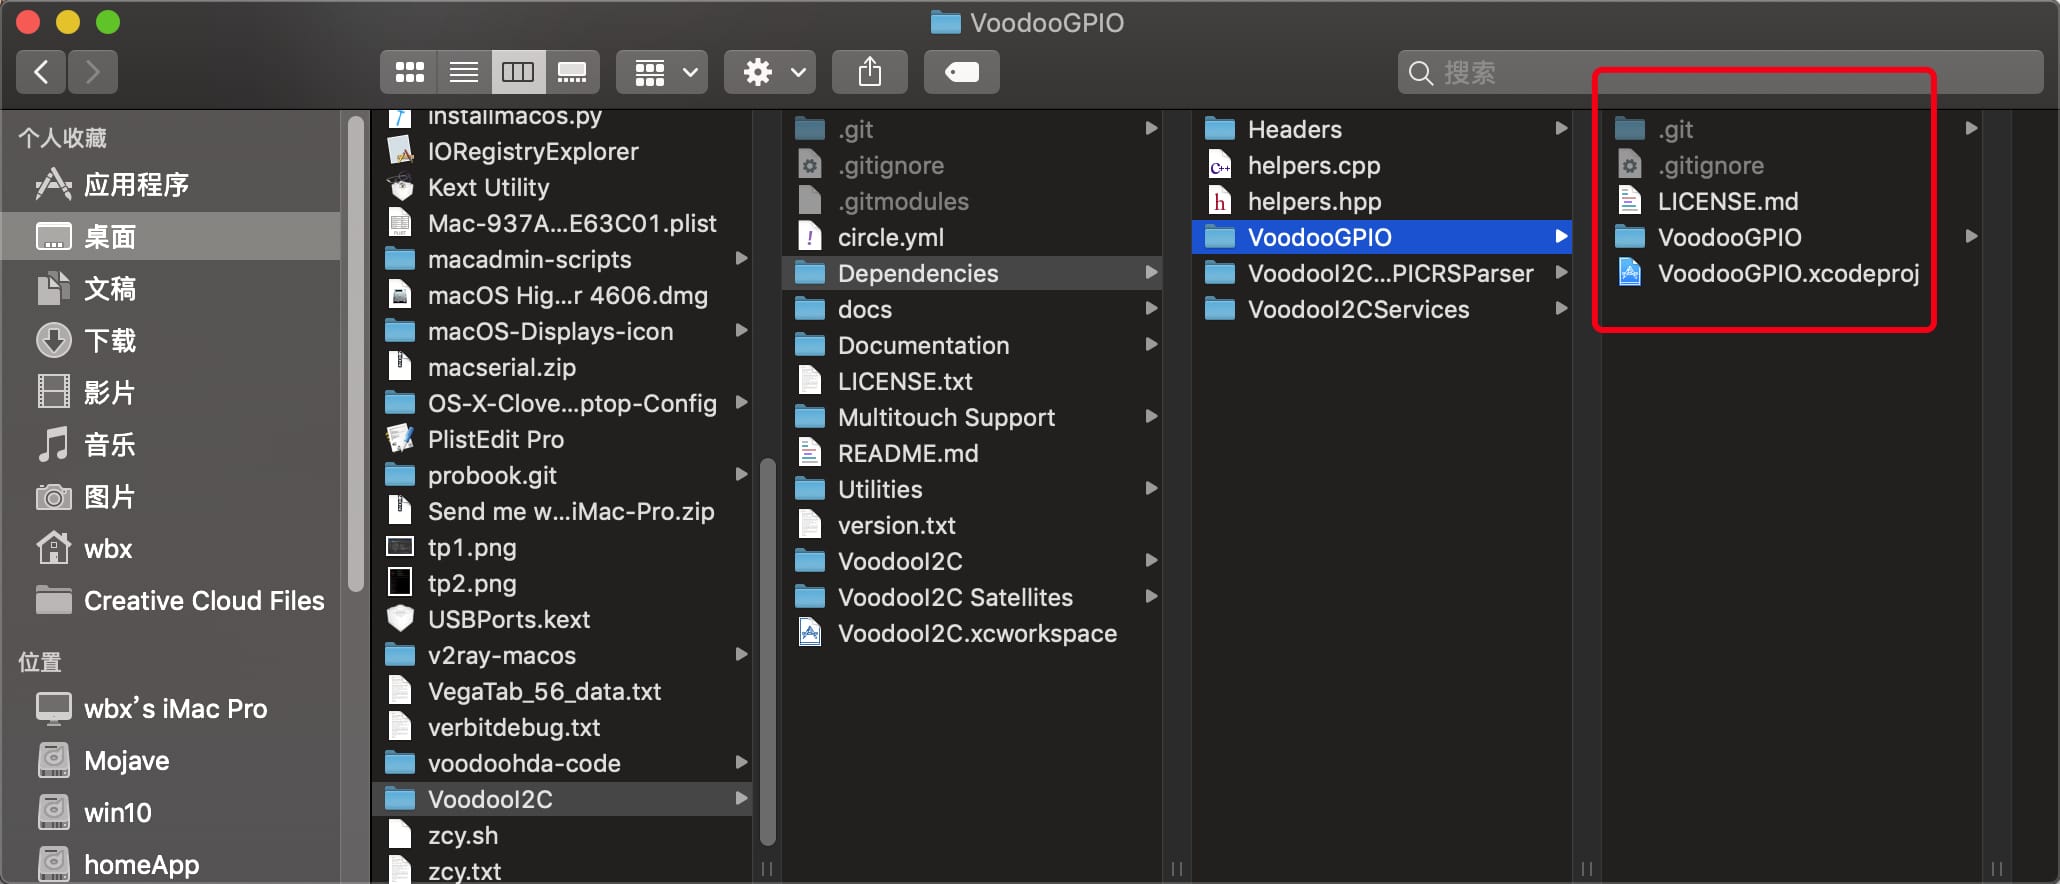 VoodooGPIO
搜索
个人收藏
应用程序
桌面
文稿
下载
影片
音乐
图片
wbx
Creative Cloud Files
位置
wbx’s iMac Pro
Mojave
win10
homeApp
installmacos.py
IORegistryExplorer
Kext Utility
Mac-937A...E63C01.plist
macadmin-scripts
macOS Hig...r 4606.dmg
macOS-Displays-icon
macserial.zip
OS-X-Clove...ptop-Config
PlistEdit Pro
probook.git
Send me w...iMac-Pro.zip
tp1.png
tp2.png
USBPorts.kext
v2ray-macos
VegaTab_56_data.txt
verbitdebug.txt
voodoohda-code
VoodooI2C
zcy.sh
zcy.txt
.git
.gitignore
.gitmodules
circle.yml
Dependencies
docs
Documentation
LICENSE.txt
Multitouch Support
README.md
Utilities
version.txt
VoodooI2C
VoodooI2C Satellites
VoodooI2C.xcworkspace
Headers
helpers.cpp
helpers.hpp
VoodooGPIO
VoodooI2C...PICRSParser
VoodooI2CServices
.git
.gitignore
LICENSE.md
VoodooGPIO
VoodooGPIO.xcodeproj